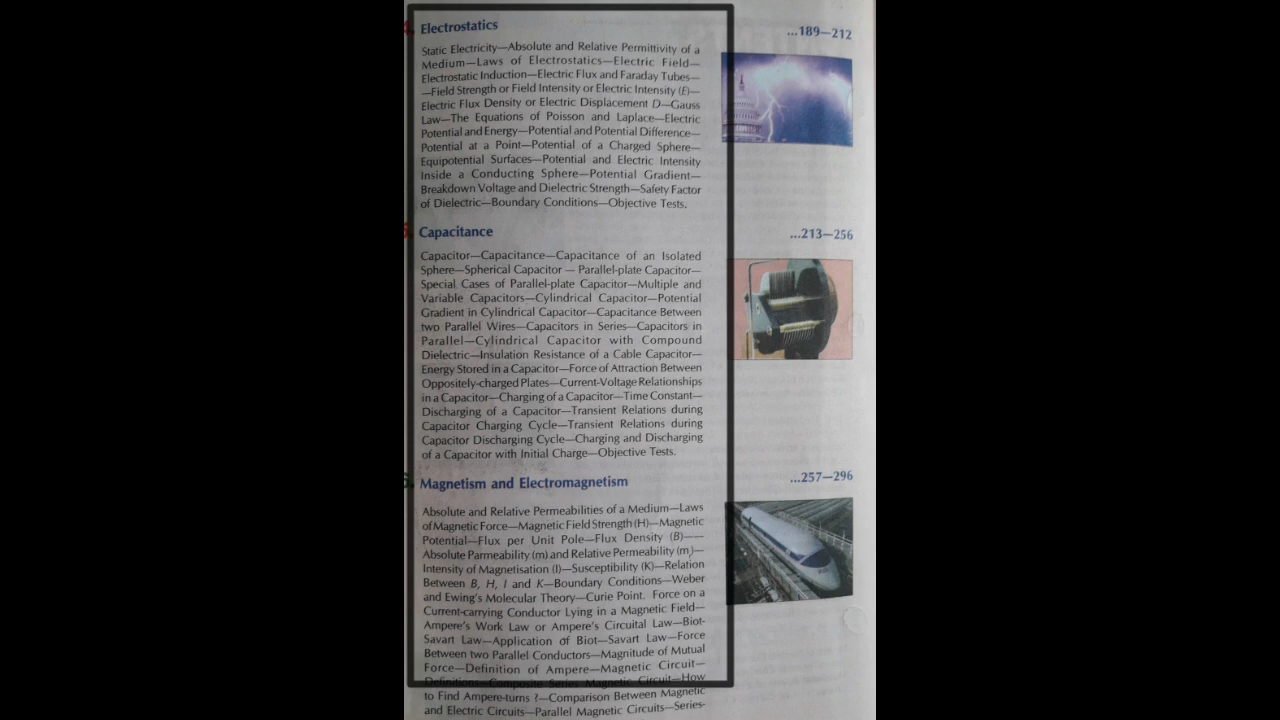 4. Electrostatics
...189—212
Static Electricity—Absolute and Relative Permittivity of a
Medium—Laws of Electrostatics—Electric Field—
Electrostatic Induction—Electric Flux and Faraday Tubes—
—Field Strength or Field Intensity or Electric Intensity (E)—
Electric Flux Density or Electric Displacement D—Gauss
Law—The Equations of Poisson and Laplace—Electric
Potential and Energy—Potential and Potential Difference—
Potential at a Point—Potential of a Charged Sphere—
Equipotential Surfaces—Potential and Electric Intensity
Inside a Conducting Sphere—Potential Gradient—
Breakdown Voltage and Dielectric Strength—Safety Factor
of Dielectric—Boundary Conditions—Objective Tests.
5. Capacitance
...213—256
Capacitor—Capacitance—Capacitance of an Isolated
Sphere—Spherical Capacitor — Parallel-plate Capacitor—
Special Cases of Parallel-plate Capacitor—Multiple and
Variable Capacitors—Cylindrical Capacitor—Potential
Gradient in Cylindrical Capacitor—Capacitance Between
two Parallel Wires—Capacitors in Series—Capacitors in
Parallel—Cylindrical Capacitor with Compound
Dielectric—Insulation Resistance of a Cable Capacitor—
Energy Stored in a Capacitor—Force of Attraction Between
Oppositely-charged Plates—Current-Voltage Relationships
in a Capacitor—Charging of a Capacitor—Time Constant—
Discharging of a Capacitor—Transient Relations during
Capacitor Charging Cycle—Transient Relations during
Capacitor Discharging Cycle—Charging and Discharging
of a Capacitor with Initial Charge—Objective Tests.
6. Magnetism and Electromagnetism
...257—296
Absolute and Relative Permeabilities of a Medium—Laws
of Magnetic Force—Magnetic Field Strength (H)—Magnetic
Potential—Flux per Unit Pole—Flux Density (B)——
Absolute Parmeability (m) and Relative Permeability (mr)—
Intensity of Magnetisation (I)—Susceptibility (K)—Relation
Between B, H, I and K—Boundary Conditions—Weber
and Ewing's Molecular Theory—Curie Point. Force on a
Current-carrying Conductor Lying in a Magnetic Field—
Ampere's Work Law or Ampere's Circuital Law—Biot-
Savart Law—Application of Biot—Savart Law—Force
Between two Parallel Conductors—Magnitude of Mutual
Force—Definition of Ampere—Magnetic Circuit—
Definitions—Composite Series Magnetic Circuit—How
to Find Ampere-turns ?—Comparison Between Magnetic
and Electric Circuits—Parallel Magnetic Circuits—Series-